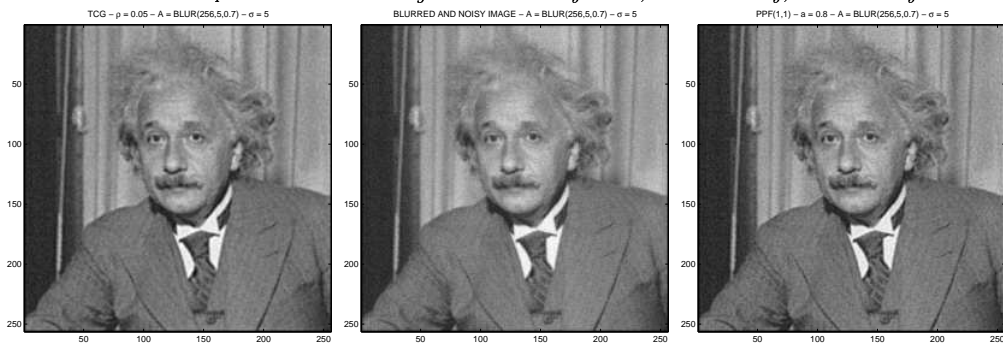 TCG – ρ = 0.05 – A = BLUR(256,5,0.7) – σ = 5
50
100
150
200
250
50 100 150 200 250
BLURRED AND NOISY IMAGE – A = BLUR(256,5,0.7) – σ = 5
50
100
150
200
250
50 100 150 200 250
PPF(1,1) – a = 0.8 – A = BLUR(256,5,0.7) – σ = 5
50
100
150
200
250
50 100 150 200 250